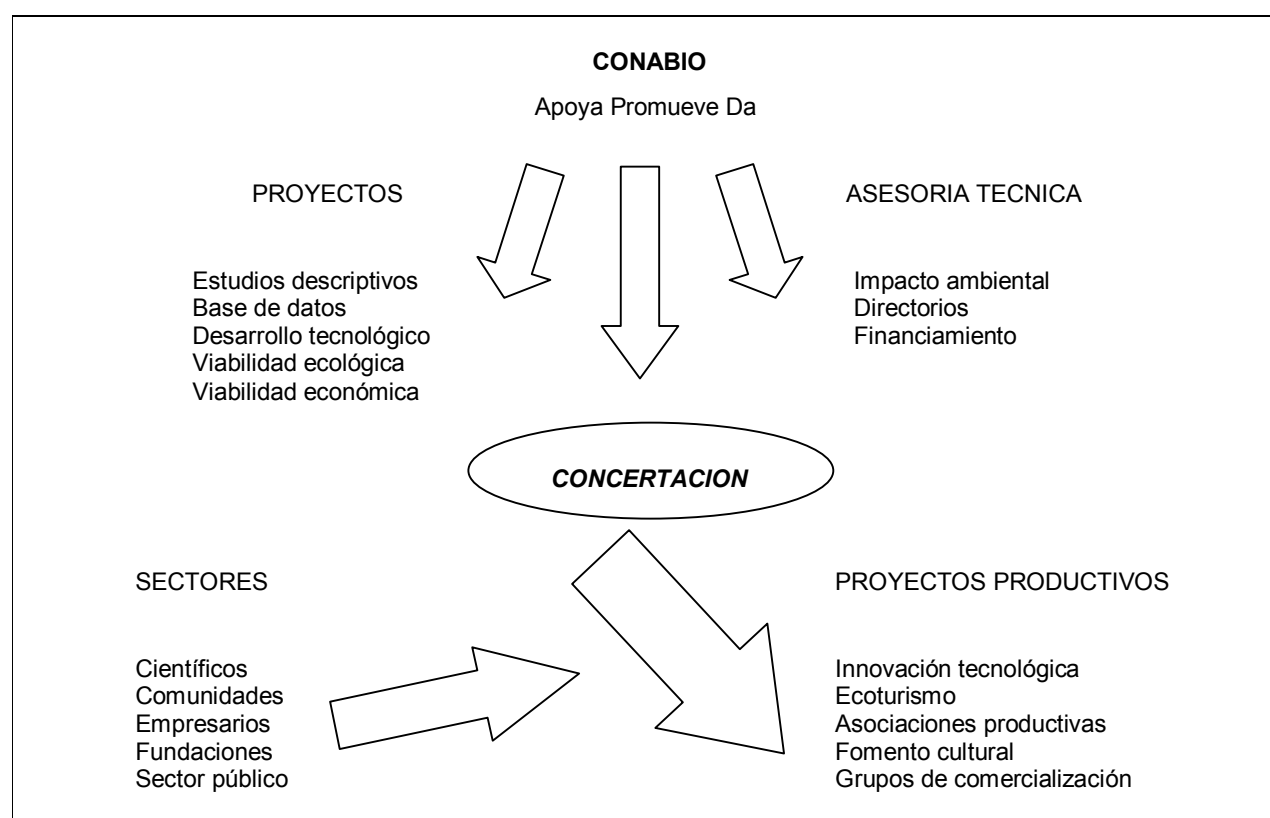 CONABIO
Apoya Promueve Da
PROYECTOS
Estudios descriptivos
Base de datos
Desarrollo tecnológico
Viabilidad ecológica
Viabilidad económica
ASESORIA TECNICA
Impacto ambiental
Directorios
Financiamiento
CONCERTACION
SECTORES
Científicos
Comunidades
Empresarios
Fundaciones
Sector público
PROYECTOS PRODUCTIVOS
Innovación tecnológica
Ecoturismo
Asociaciones productivas
Fomento cultural
Grupos de comercialización